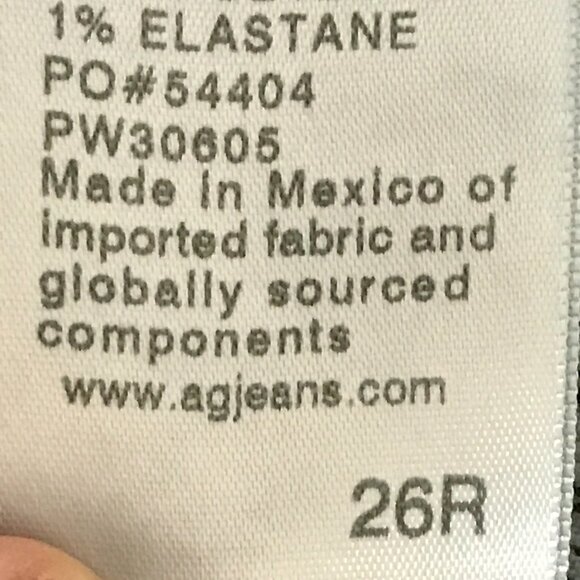 1% ELASTANE
PO#54404
PW30605
Made in Mexico of
imported fabric and
globally sourced
components
www.agjeans.com
26R